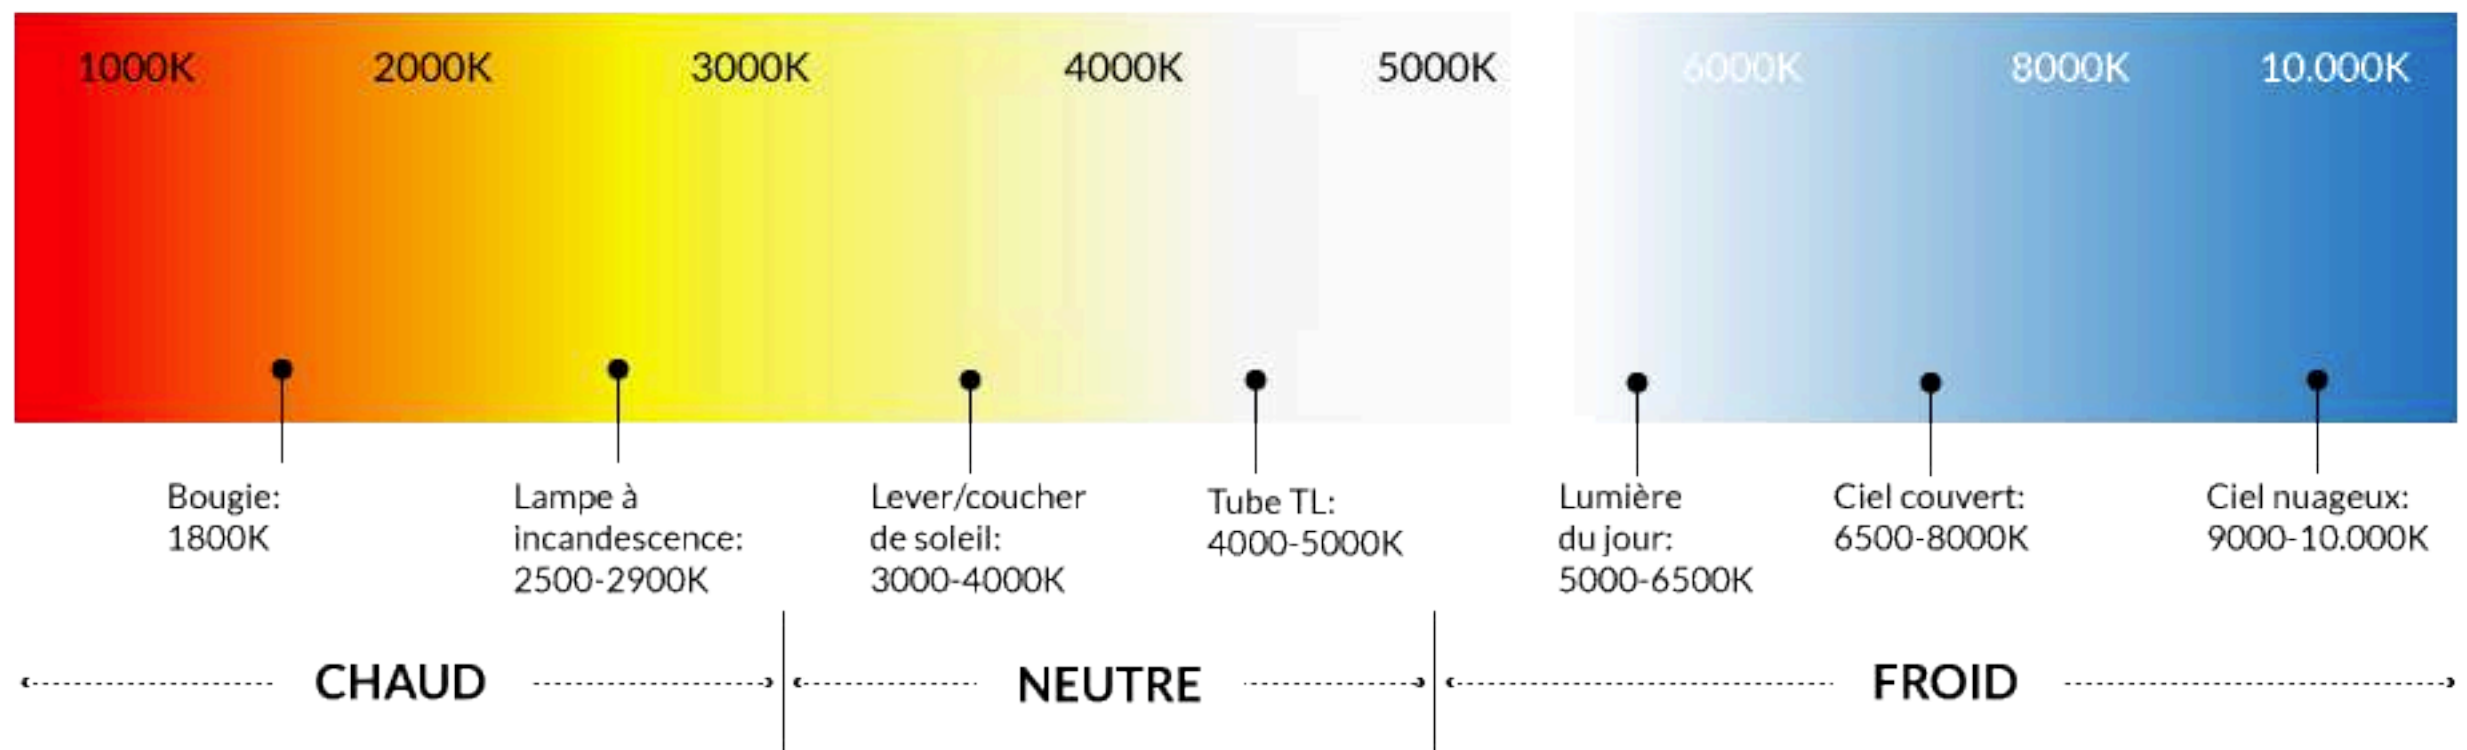 1000K 2000K 3000K 4000K 5000K 6000K 8000K 10.000K
Bougie:
1800K
Lampe à
incandescence:
2500-2900K
Lever/coucher
de soleil:
3000-4000K
Tube TL:
4000-5000K
Lumière
du jour:
5000-6500K
Ciel couvert:
6500-8000K
Ciel nuageux:
9000-10.000K
CHAUD NEUTRE FROID